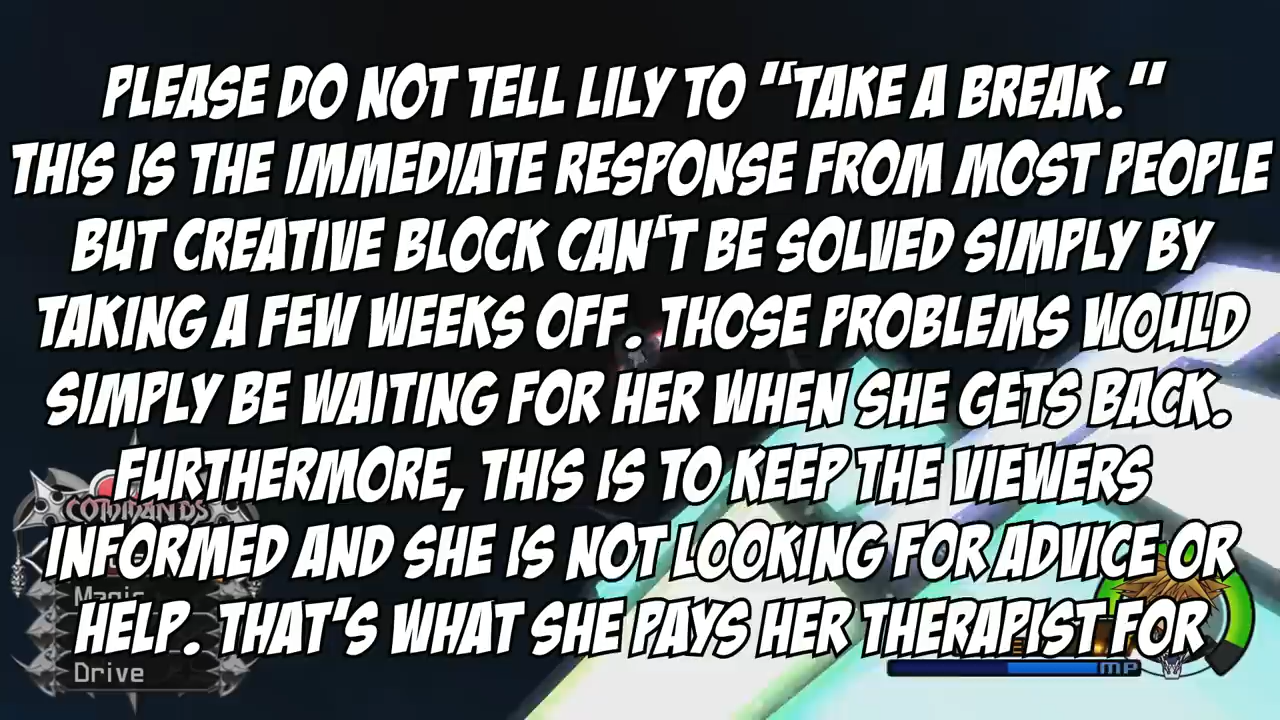 PLEASE DO NOT TELL LILY TO "TAKE A BREAK."
THIS IS THE IMMEDIATE RESPONSE FROM MOST PEOPLE
BUT CREATIVE BLOCK CAN'T BE SOLVED SIMPLY BY
TAKING A FEW WEEKS OFF. THOSE PROBLEMS WOULD
SIMPLY BE WAITING FOR HER WHEN SHE GETS BACK.
FURTHERMORE, THIS IS TO KEEP THE VIEWERS
INFORMED AND SHE IS NOT LOOKING FOR ADVICE OR
HELP. THAT'S WHAT SHE PAYS HER THERAPIST FOR
COMMANDS
Magic
Drive
MP